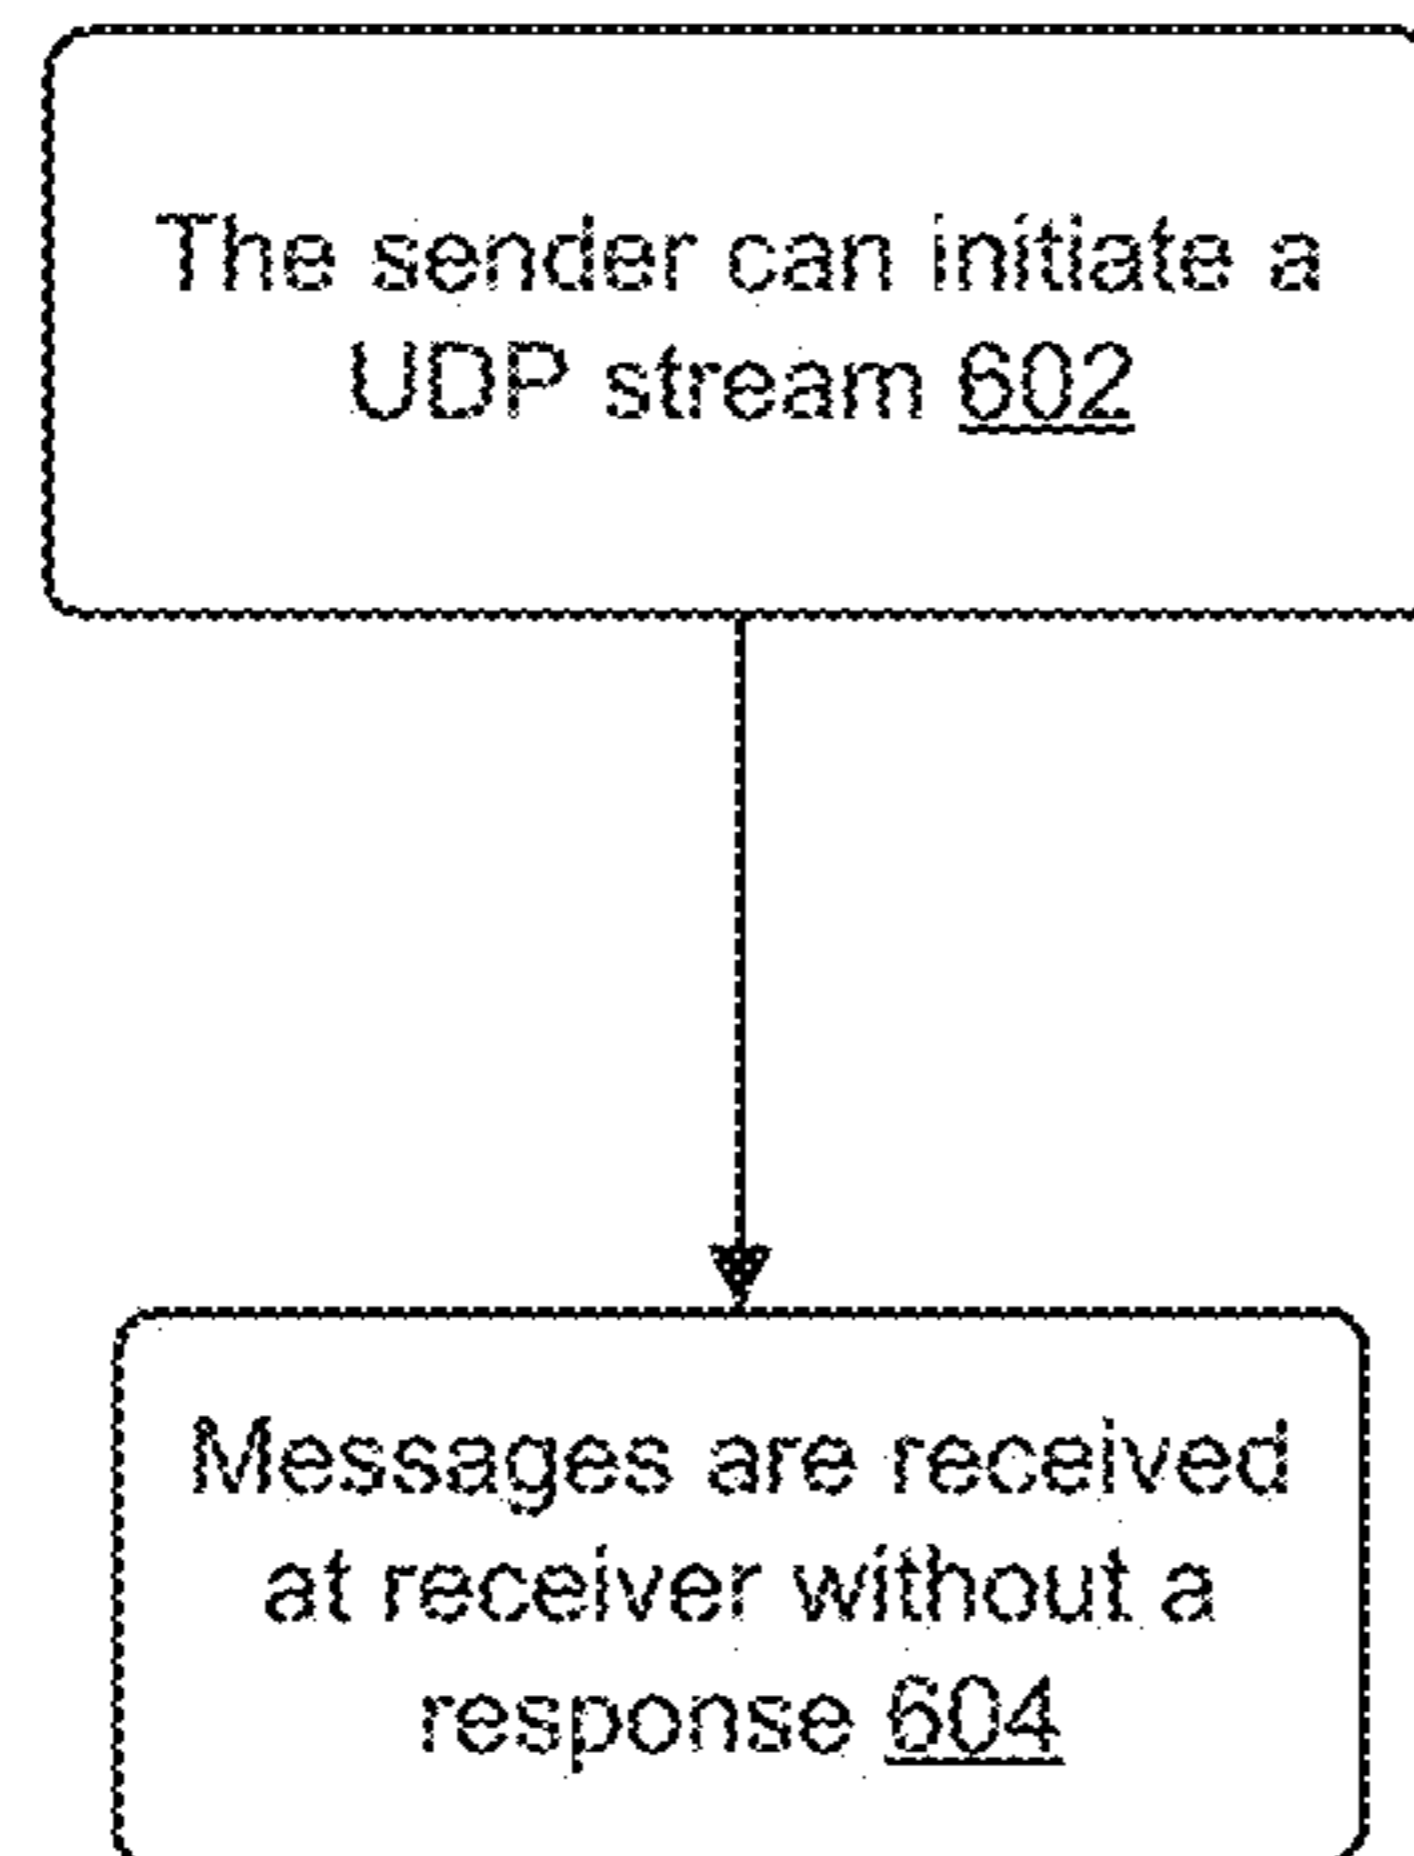 The sender can initiate a
UDP stream 602
Messages are received
at receiver without a
response 604